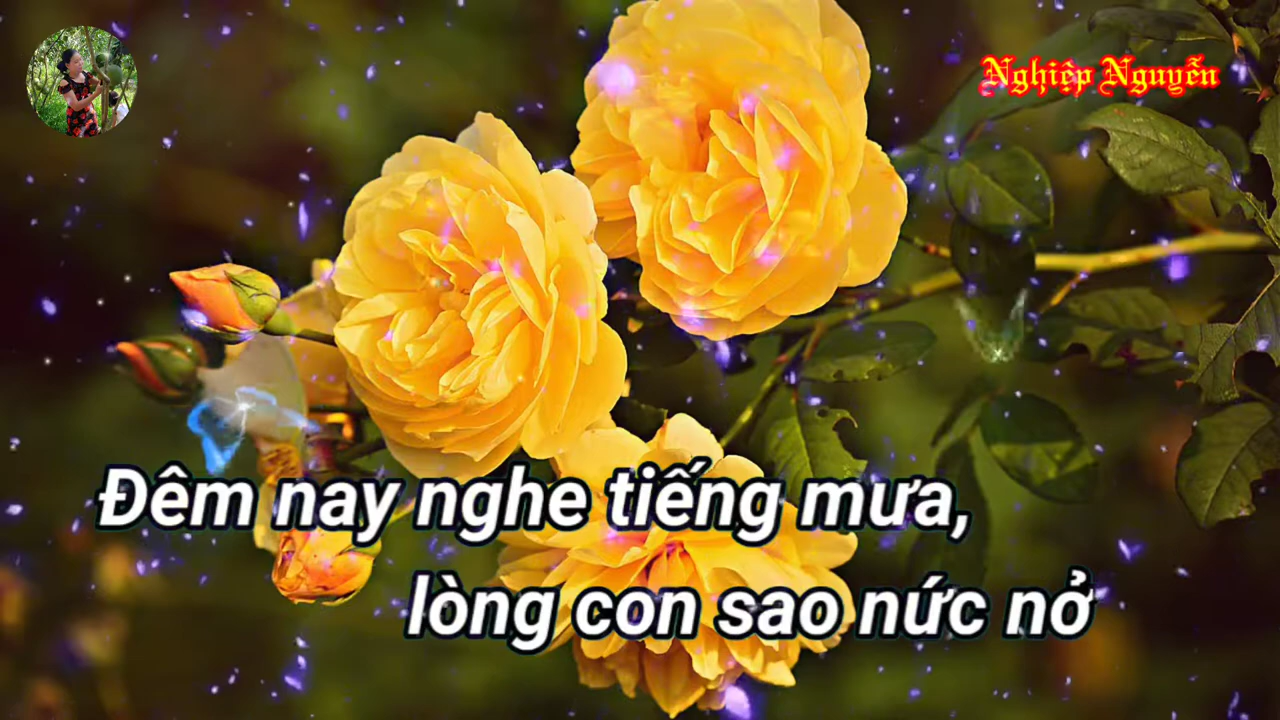 Nghiệp Nguyễn
Đêm nay nghe tiếng mưa,
lòng con sao nức nở